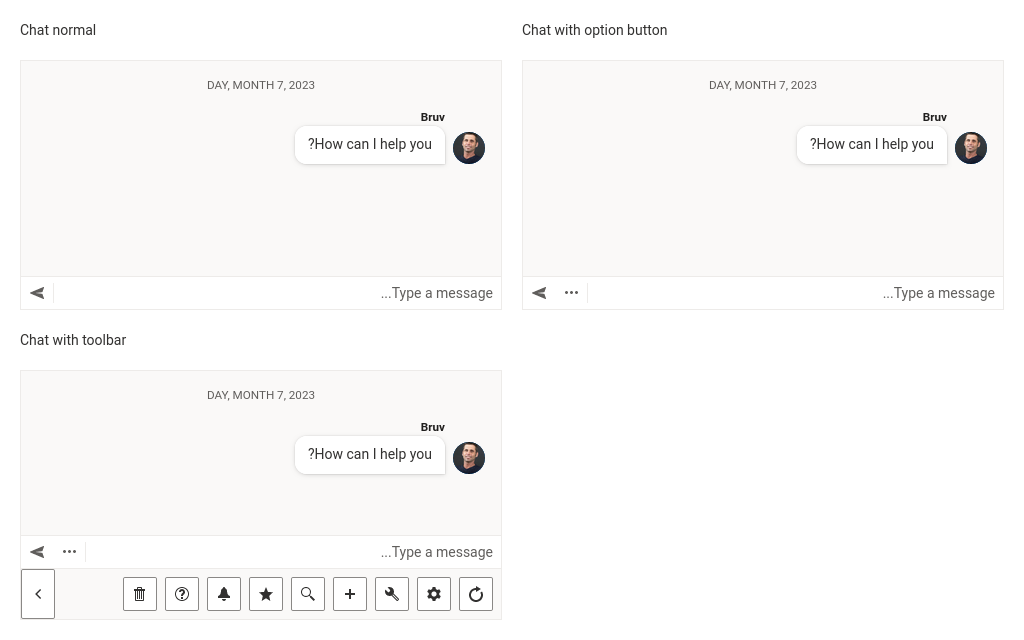 Chat normal
Chat with option button
DAY, MONTH 7, 2023
Bruv
?How can I help you
...Type a message
DAY, MONTH 7, 2023
Bruv
?How can I help you
...Type a message
Chat with toolbar
DAY, MONTH 7, 2023
Bruv
?How can I help you
...Type a message